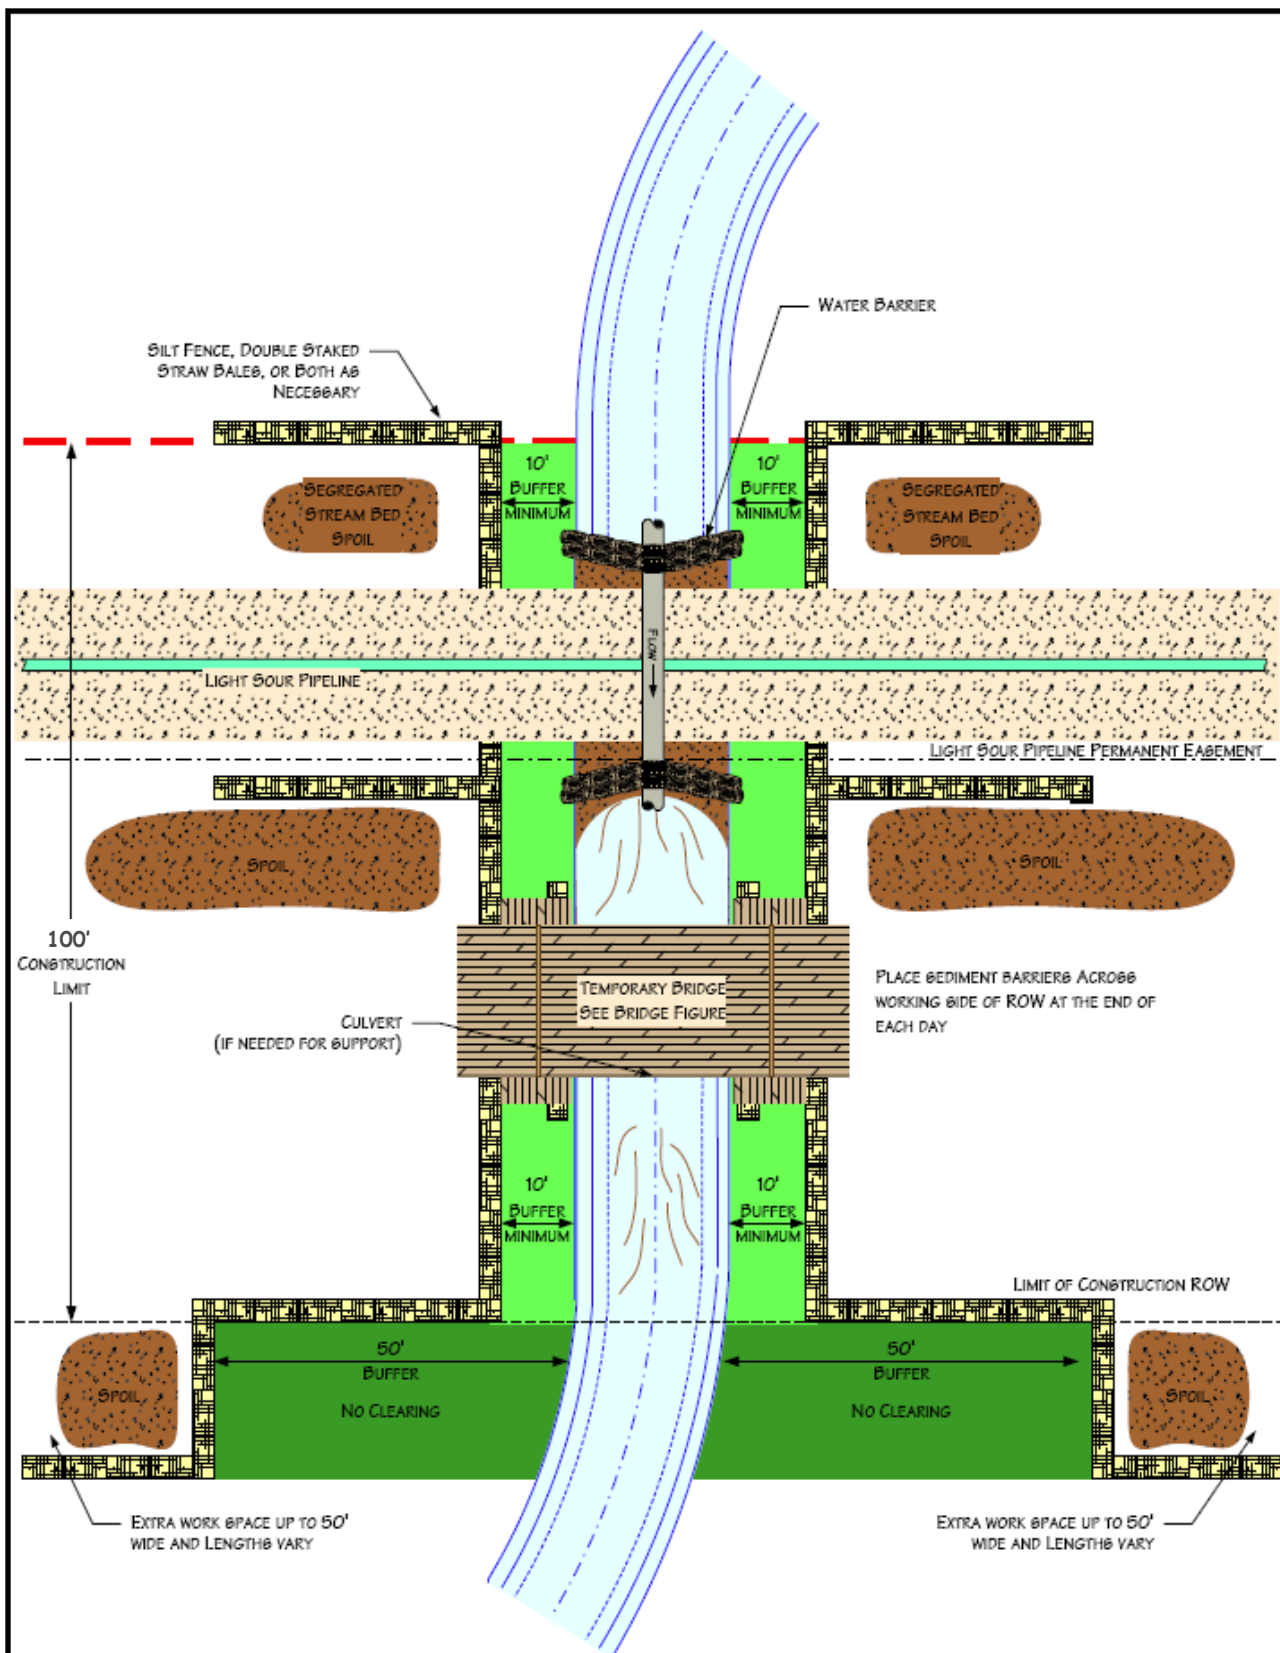 Water Barrier
Silt Fence, Double Staked
Straw Bales, or Both as
Necessary
10'
Buffer
minimum
10'
Buffer
minimum
Segregated
Stream Bed
Spoil
Segregated
Stream Bed
Spoil
Flow
Light Sour Pipeline
Light Sour Pipeline Permanent Easement
Spoil
Spoil
100'
Construction
Limit
Temporary Bridge
See Bridge Figure
Place sediment barriers Across
working side of ROW at the end of
each day
Culvert
(if needed for support)
10'
Buffer
minimum
10'
Buffer
minimum
Limit of Construction ROW
50'
Buffer
No Clearing
50'
Buffer
No Clearing
Spoil
Spoil
Extra work space up to 50'
wide and Lengths vary
Extra work space up to 50'
wide and Lengths vary